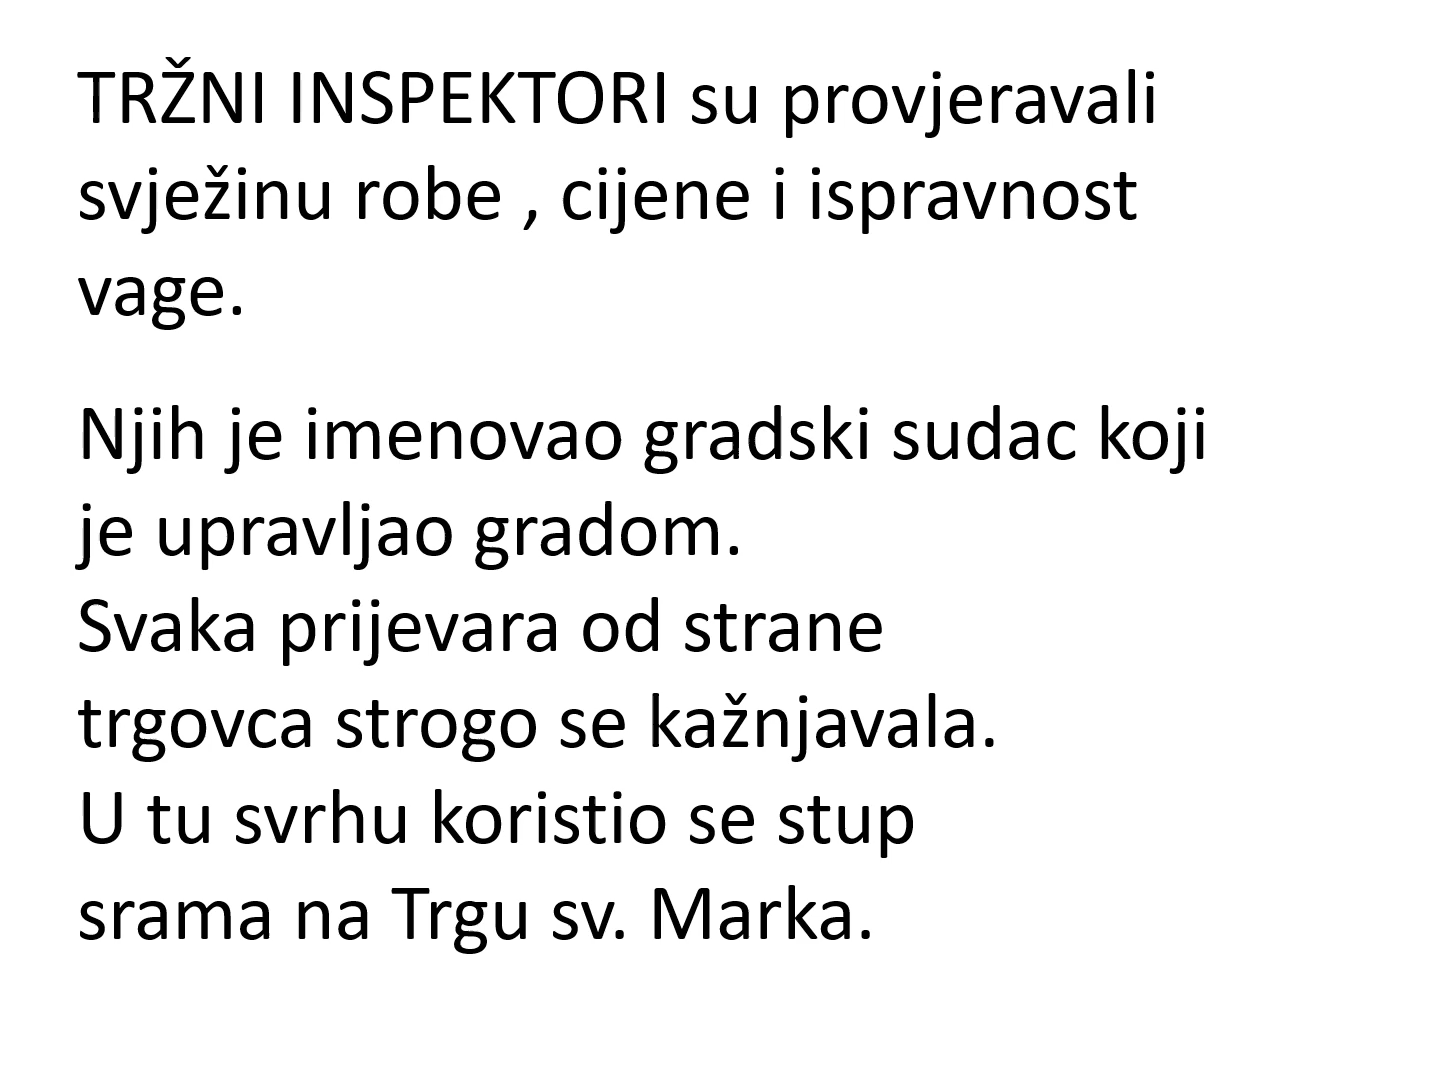 TRŽNI INSPEKTORI su provjeravali
svježinu robe , cijene i ispravnost
vage.
Njih je imenovao gradski sudac koji
je upravljao gradom.
Svaka prijevara od strane
trgovca strogo se kažnjavala.
U tu svrhu koristio se stup
srama na Trgu sv. Marka.